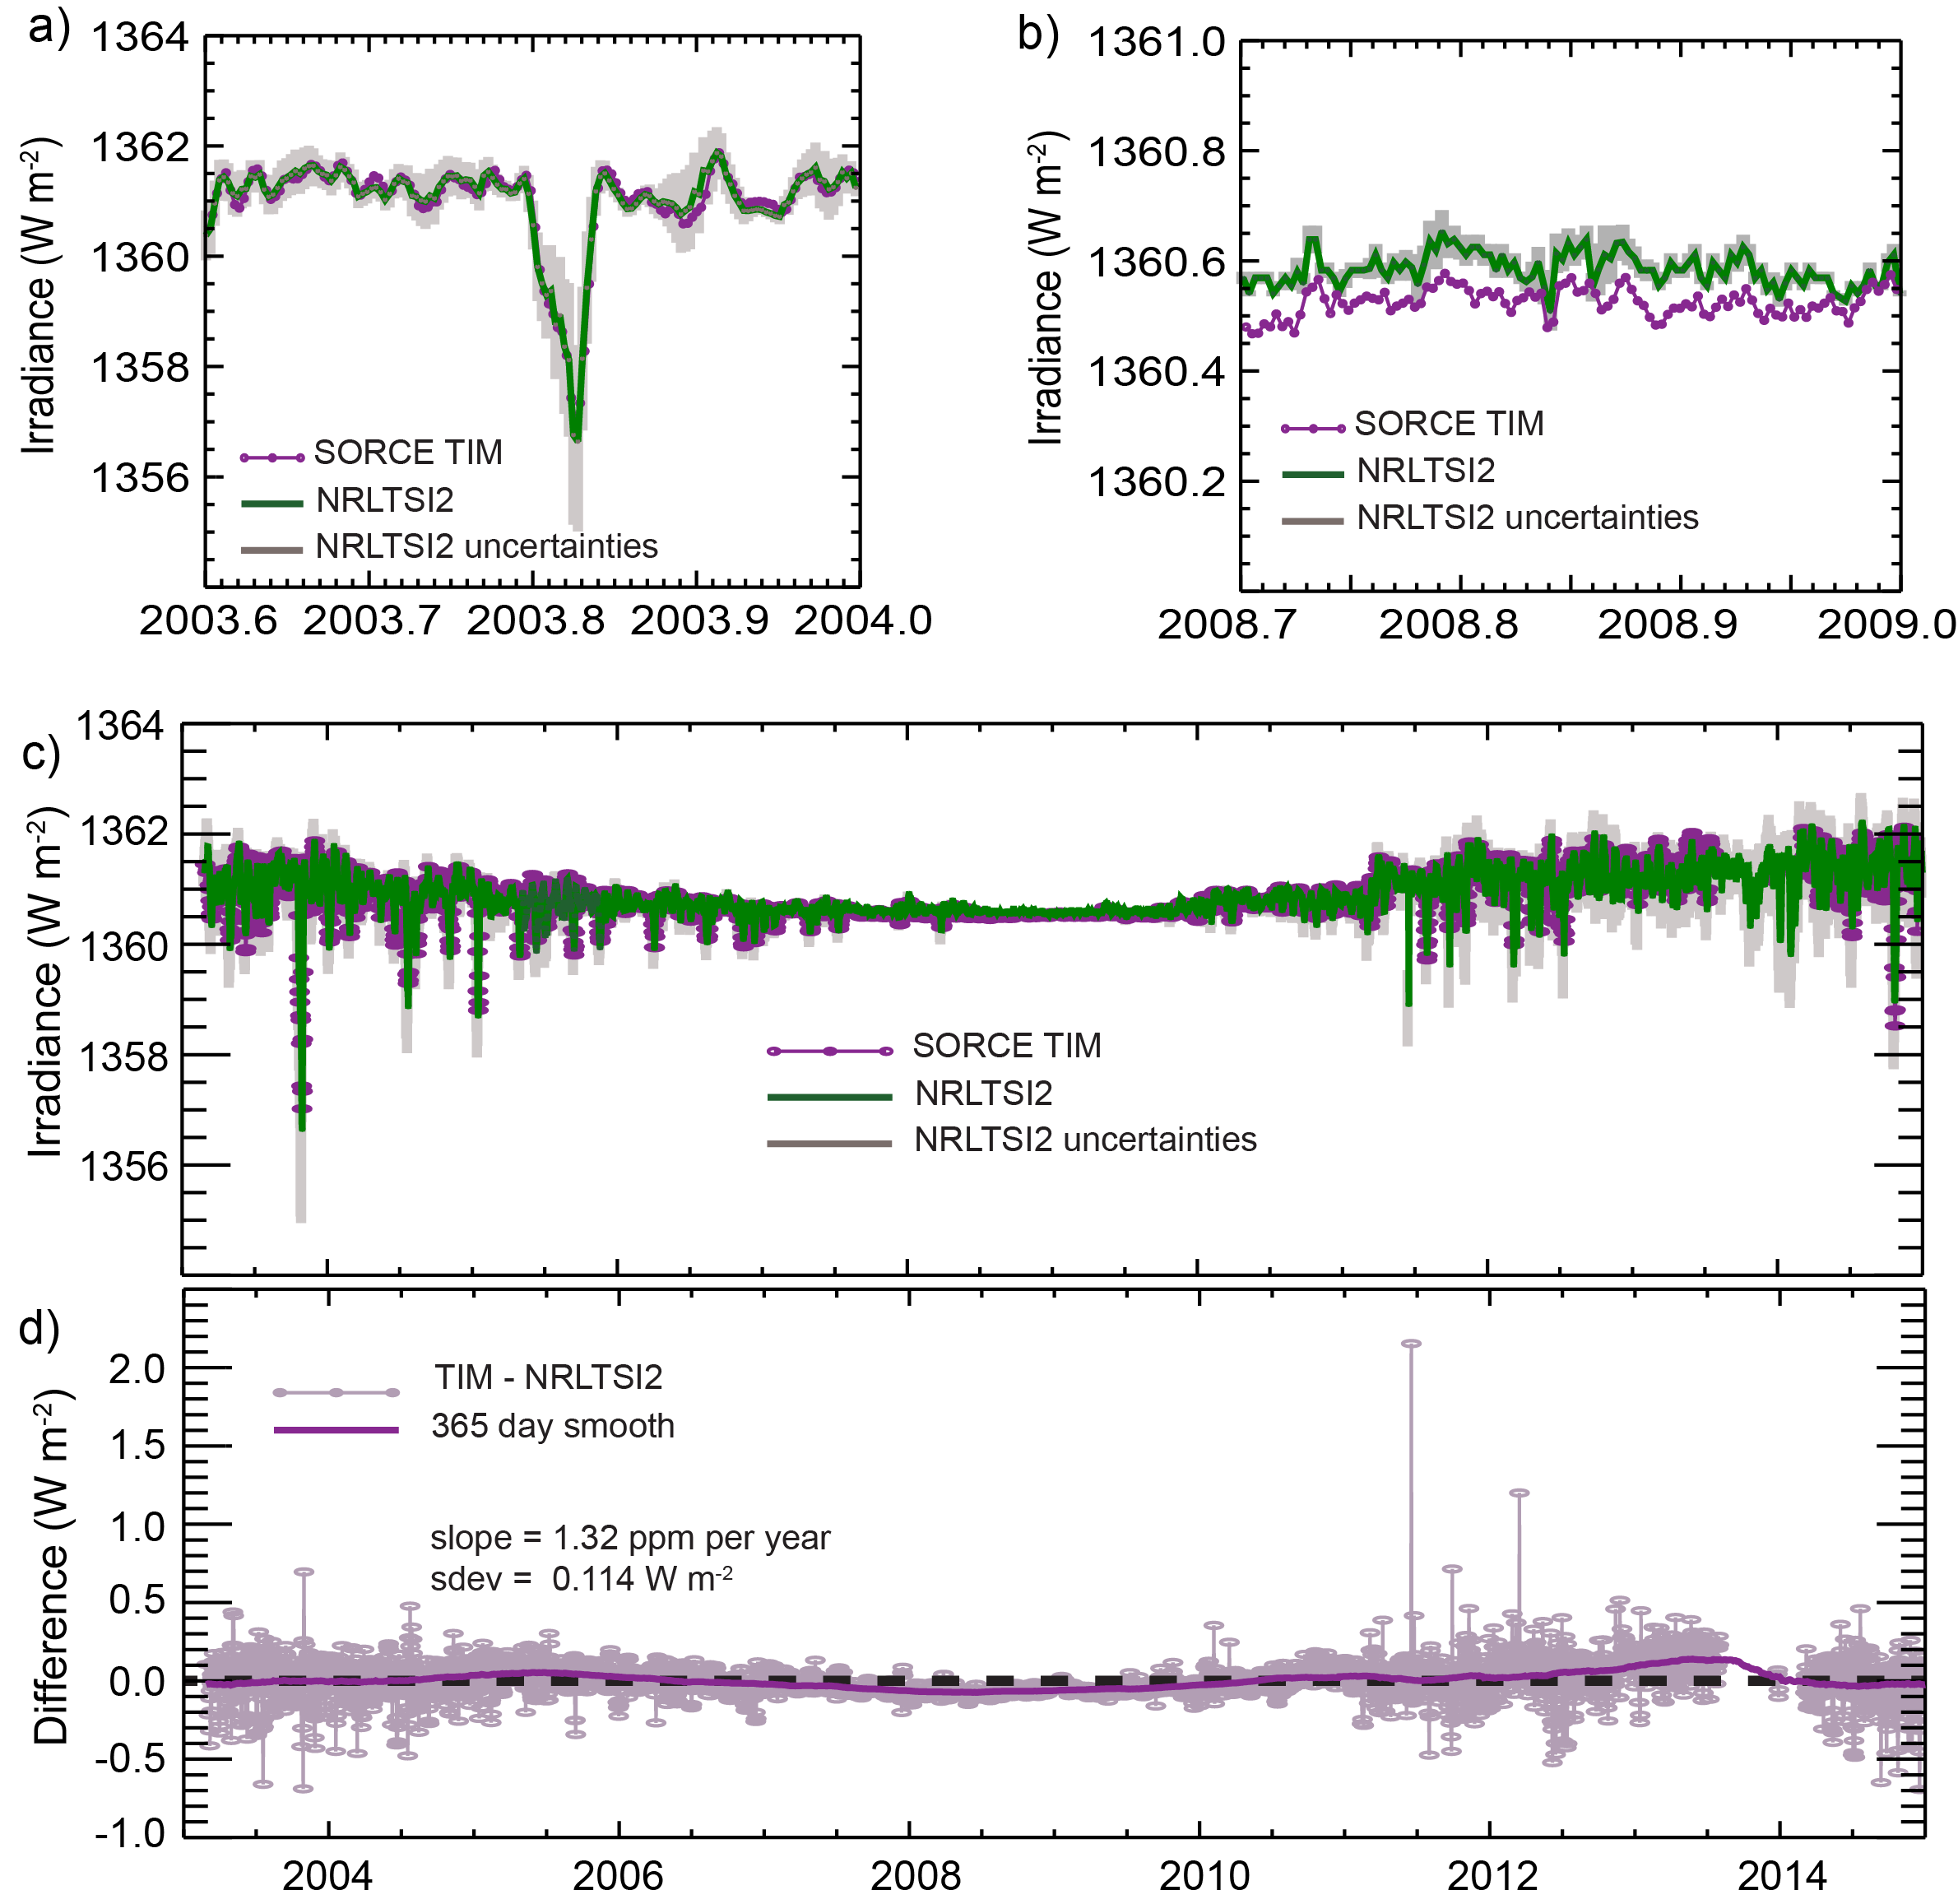 a)
1364
1362
1360
1358
1356
Irradiance (W m-2)
SORCE TIM
NRLTSI2
NRLTSI2 uncertainties
2003.6 2003.7 2003.8 2003.9 2004.0
b)
1361.0
1360.8
1360.6
1360.4
1360.2
Irradiance (W m-2)
SORCE TIM
NRLTSI2
NRLTSI2 uncertainties
2008.7 2008.8 2008.9 2009.0
c)
1364
1362
1360
1358
1356
Irradiance (W m-2)
SORCE TIM
NRLTSI2
NRLTSI2 uncertainties
d)
2.0
1.5
1.0
0.5
0.0
-0.5
-1.0
Difference (W m-2)
TIM - NRLTSI2
365 day smooth
slope = 1.32 ppm per year
sdev = 0.114 W m-2
2004 2006 2008 2010 2012 2014